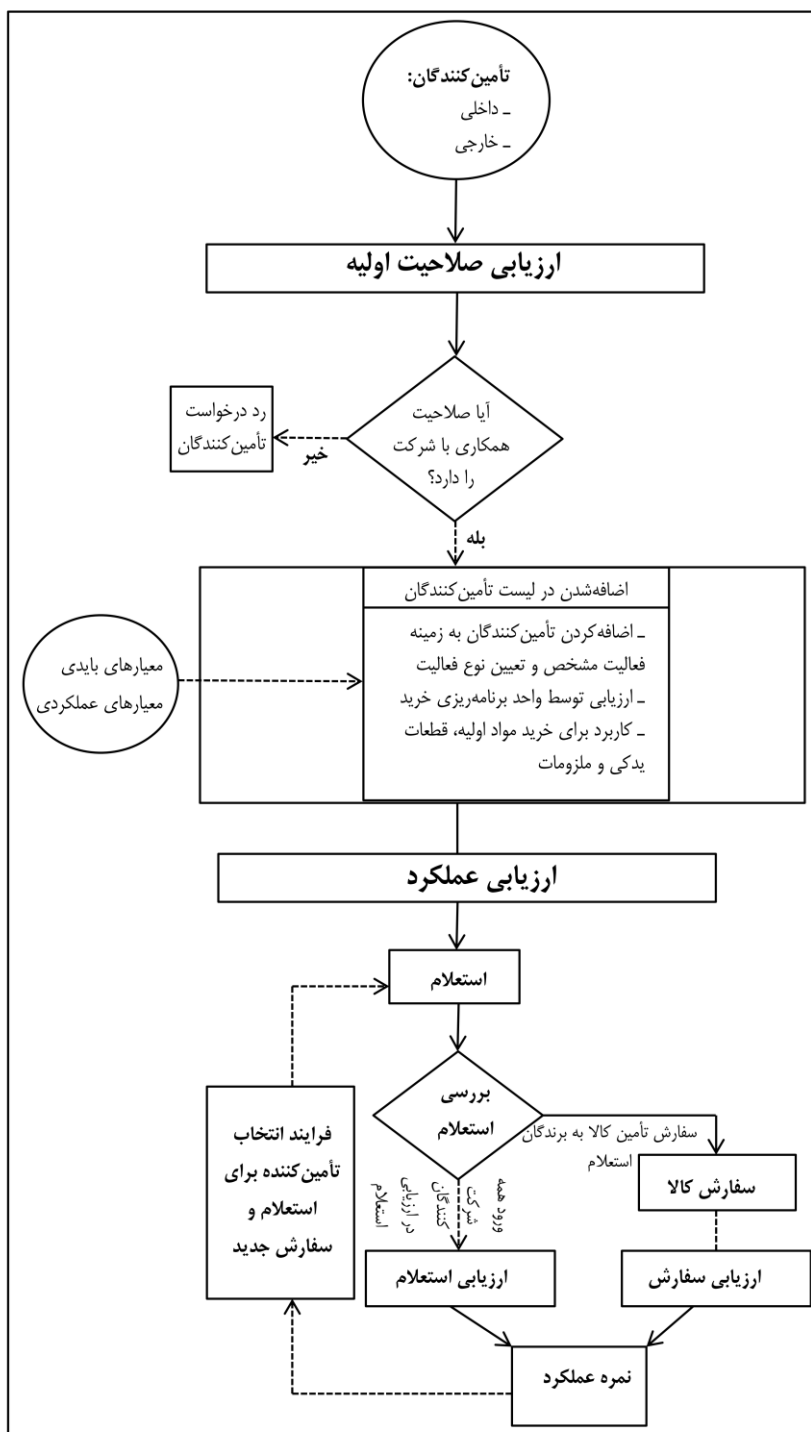 تأمین‌کنندگان:
ـ داخلی
ـ خارجی
ارزیابی صلاحیت اولیه
آیا صلاحیت
همکاری با شرکت
را دارد؟
خیر
رد درخواست
تأمین‌کنندگان
بله
اضافه‌شدن در لیست تأمین‌کنندگان
ـ اضافه‌کردن تأمین‌کنندگان به زمینه
فعالیت مشخص و تعیین نوع فعالیت
ـ ارزیابی توسط واحد برنامه‌ریزی خرید
ـ کاربرد برای خرید مواد اولیه، قطعات
یدکی و ملزومات
معیارهای بایدی
معیارهای عملکردی
ارزیابی عملکرد
استعلام
بررسی
استعلام
سفارش تأمین کالا به برندگان
استعلام
سفارش کالا
ورود همه
شرکت
کنندگان
در ارزیابی
استعلام
فرایند انتخاب
تأمین‌کننده برای
استعلام و
سفارش جدید
ارزیابی سفارش
ارزیابی استعلام
نمره عملکرد